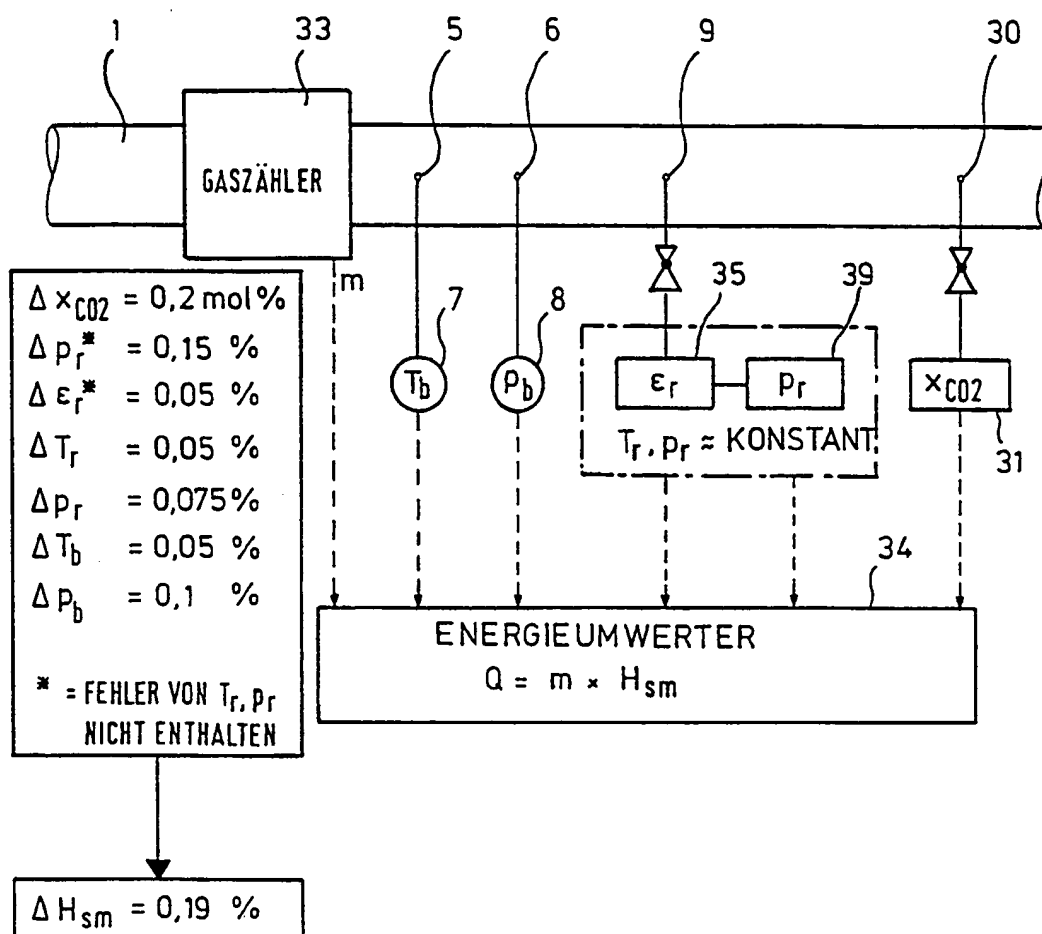 1
33
5
6
9
30
GASZÄHLER
m
7
8
35
39
T_b
p_b
ε_r
p_r
x_CO2
T_r, p_r ≈ KONSTANT
31
Δ x_CO2 = 0,2 mol %
Δ p_r* = 0,15 %
Δ ε_r* = 0,05 %
Δ T_r = 0,05 %
Δ p_r = 0,075 %
Δ T_b = 0,05 %
Δ p_b = 0,1 %
* = FEHLER VON T_r, p_r
NICHT ENTHALTEN
34
ENERGIEUMWERTER
Q = m × H_sm
Δ H_sm = 0,19 %